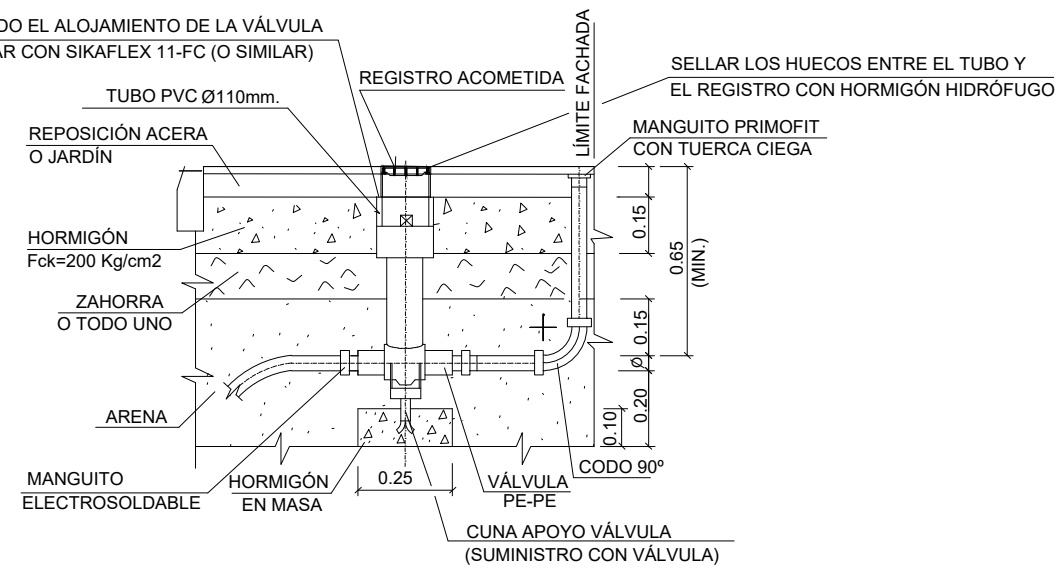 DO EL ALOJAMIENTO DE LA VÁLVULA
AR CON SIKAFLEX 11-FC (O SIMILAR)
TUBO PVC Ø110mm.
REGISTRO ACOMETIDA
LÍMITE FACHADA
SELLAR LOS HUECOS ENTRE EL TUBO Y
EL REGISTRO CON HORMIGÓN HIDRÓFUGO
MANGUITO PRIMOFIT
CON TUERCA CIEGA
REPOSICIÓN ACERA
O JARDÍN
HORMIGÓN
Fck=200 Kg/cm2
ZAHORRA
O TODO UNO
ARENA
MANGUITO
ELECTROSOLDABLE
HORMIGÓN
EN MASA
0.25
VÁLVULA
PE-PE
CODO 90º
CUNA APOYO VÁLVULA
(SUMINISTRO CON VÁLVULA)
0.15
0.65
(MIN.)
0.15
Ø
0.20
0.10